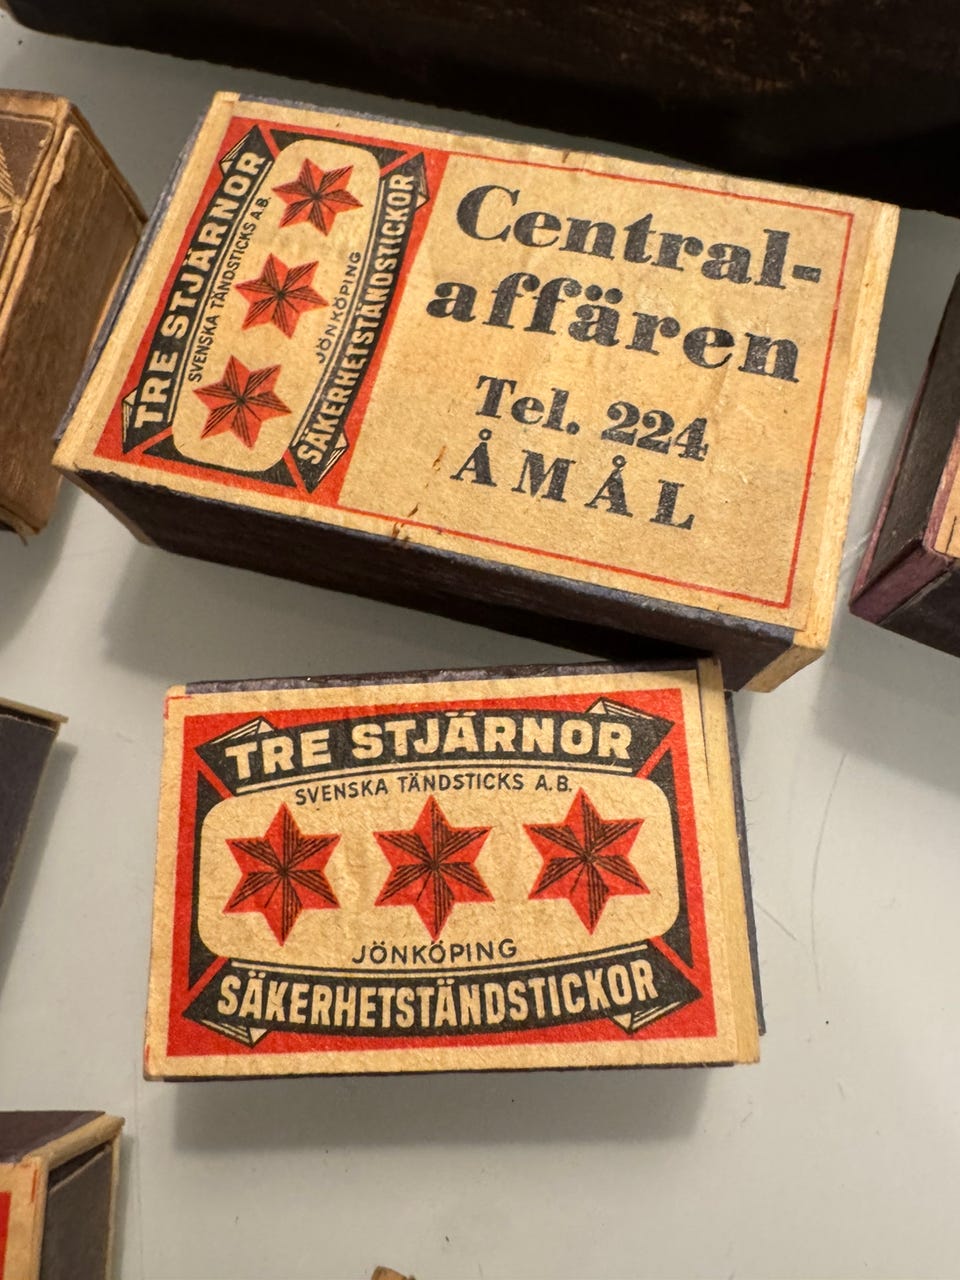 TRE STJÄRNOR
SVENSKA TÄNDSTICKS A.B.
JÖNKÖPING
SÄKERHETSTÄNDSTICKOR
Central-
affären
Tel. 224
ÅMÅL
TRE STJÄRNOR
SVENSKA TÄNDSTICKS A.B.
JÖNKÖPING
SÄKERHETSTÄNDSTICKOR